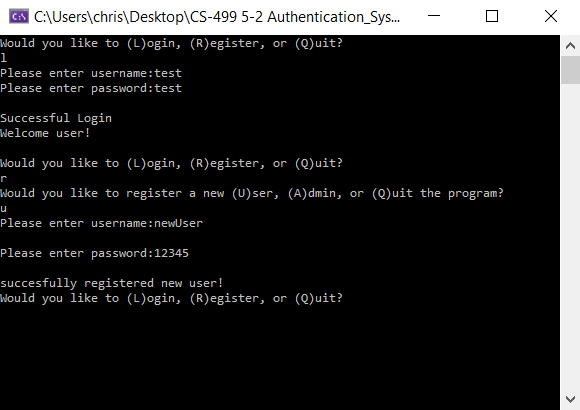 C:\Users\chris\Desktop\CS-499 5-2 Authentication_Sys...
Would you like to (L)ogin, (R)egister, or (Q)uit?
l
Please enter username:test
Please enter password:test
Successful Login
Welcome user!
Would you like to (L)ogin, (R)egister, or (Q)uit?
r
Would you like to register a new (U)ser, (A)dmin, or (Q)uit the program?
u
Please enter username:newUser
Please enter password:12345
succesfully registered new user!
Would you like to (L)ogin, (R)egister, or (Q)uit?